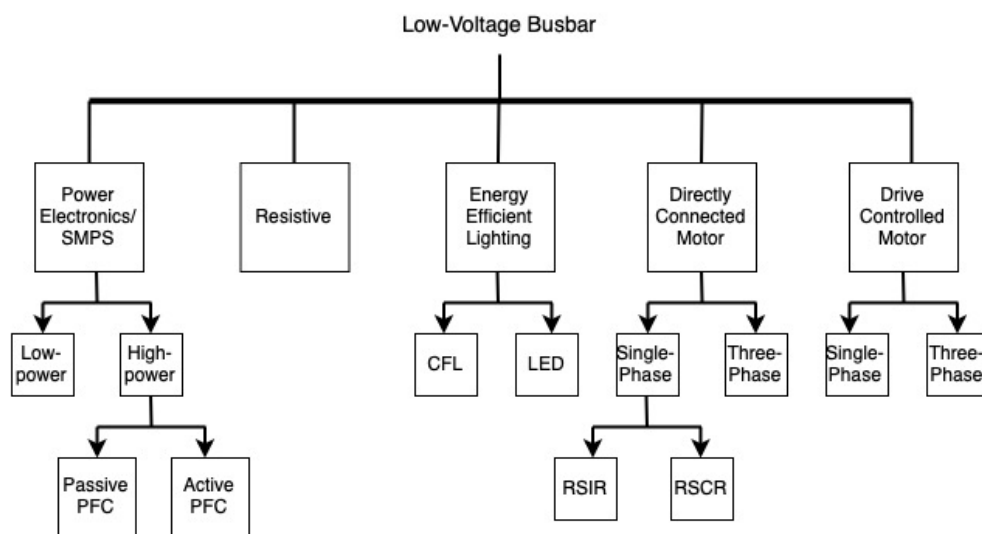 Low-Voltage Busbar
Power
Electronics/
SMPS
Resistive
Energy
Efficient
Lighting
Directly
Connected
Motor
Drive
Controlled
Motor
Low-
power
High-
power
CFL
LED
Single-
Phase
Three-
Phase
Single-
Phase
Three-
Phase
Passive
PFC
Active
PFC
RSIR
RSCR